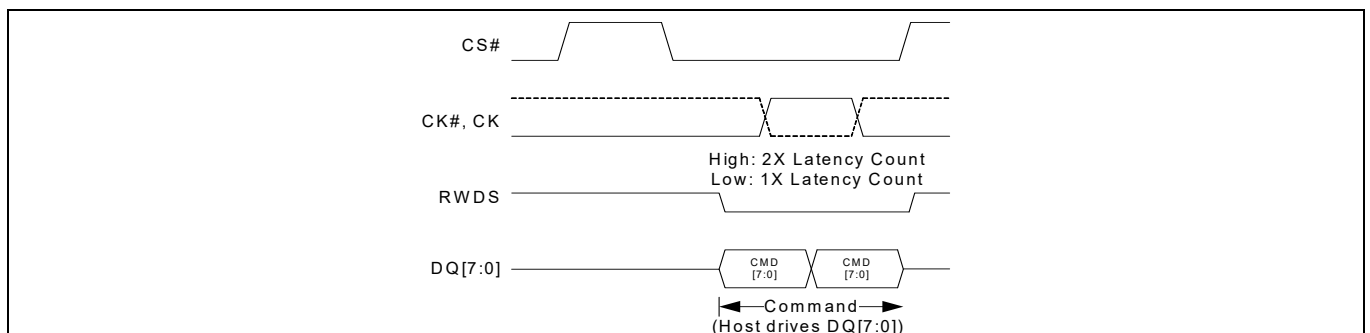 CS#
CK#, CK
High: 2X Latency Count
Low: 1X Latency Count
RWDS
DQ[7:0]
CMD
[7:0]
CMD
[7:0]
Command
(Host drives DQ[7:0])